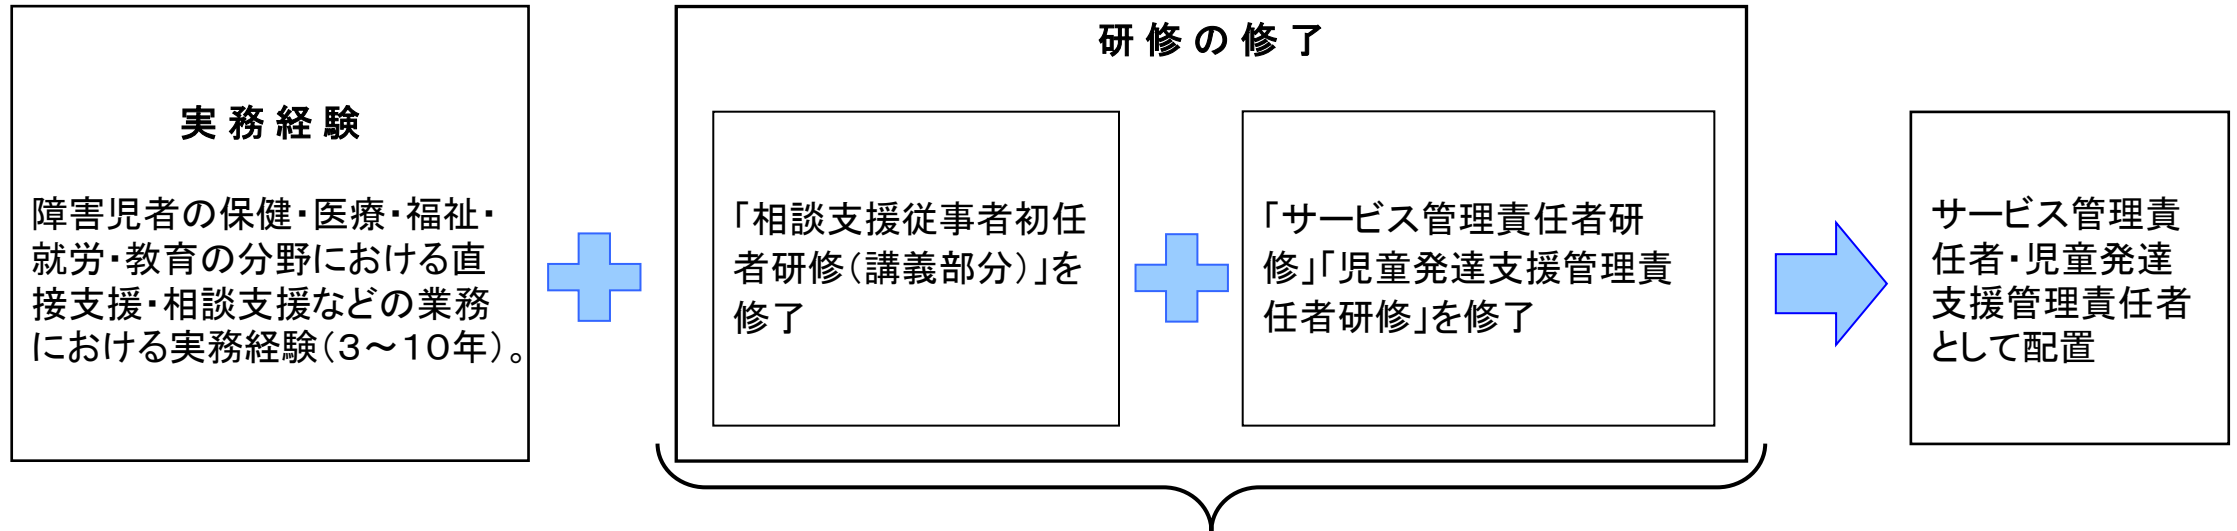 実務経験
障害児者の保健・医療・福祉・
就労・教育の分野における直
接支援・相談支援などの業務
における実務経験（３～１０年）。
研修の修了
「相談支援従事者初任
者研修（講義部分）」を
修了
「サービス管理責任者研
修」「児童発達支援管理責
任者研修」を修了
サービス管理責
任者・児童発達
支援管理責任者
として配置